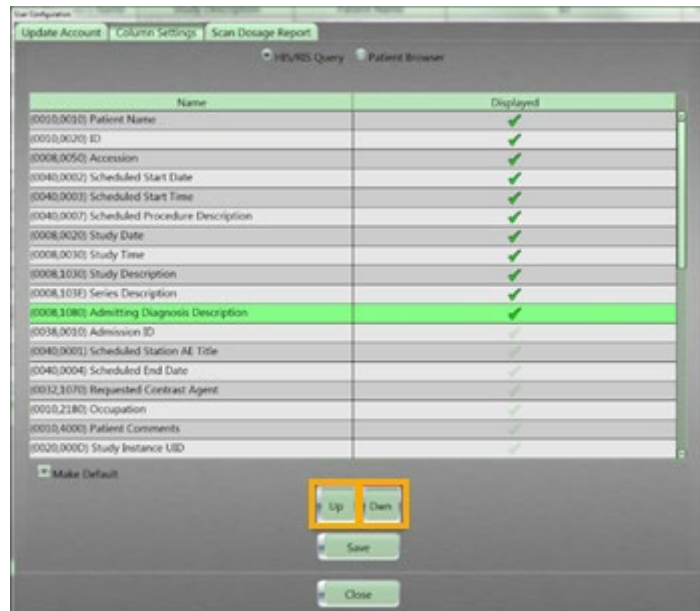 User Configuration
Update Account Column Settings Scan Dosage Report
HIS/RIS Query Patient Browser
Name Displayed
(0010,0010) Patient Name
(0010,0020) ID
(0008,0050) Accession
(0040,0002) Scheduled Start Date
(0040,0003) Scheduled Start Time
(0040,0007) Scheduled Procedure Description
(0008,0020) Study Date
(0008,0030) Study Time
(0008,1030) Study Description
(0008,103E) Series Description
(0008,1080) Admitting Diagnosis Description
(0038,0010) Admission ID
(0040,0001) Scheduled Station AE Title
(0040,0004) Scheduled End Date
(0032,1070) Requested Contrast Agent
(0010,2180) Occupation
(0010,4000) Patient Comments
(0020,000D) Study Instance UID
Make Default
Up Dwn
Save
Close